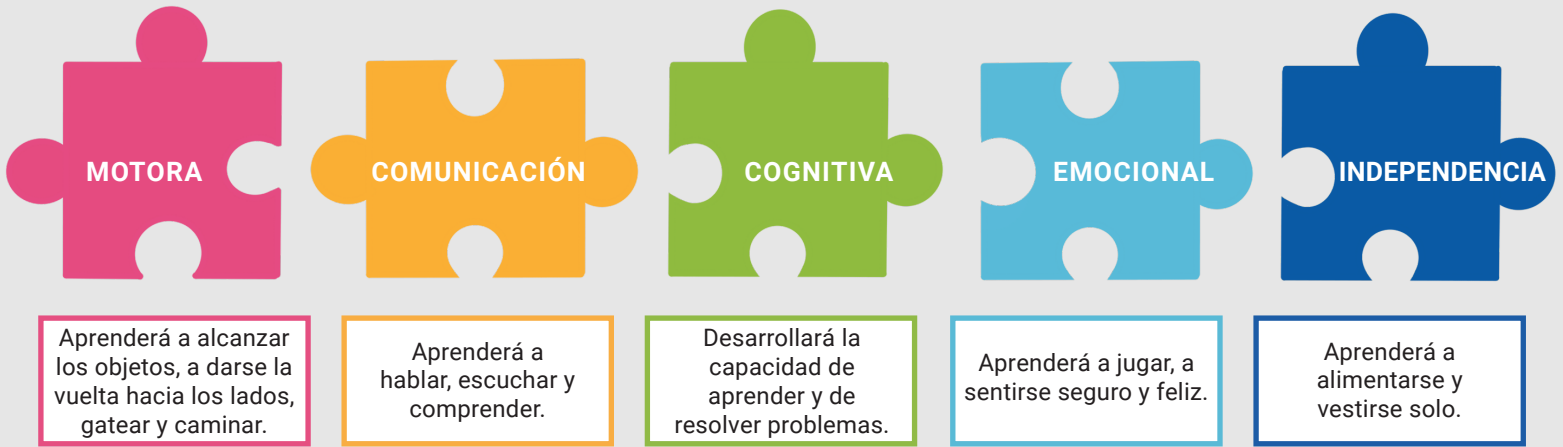 MOTORA
COMUNICACIÓN
COGNITIVA
EMOCIONAL
INDEPENDENCIA
Aprenderá a alcanzar
los objetos, a darse la
vuelta hacia los lados,
gatear y caminar.
Aprenderá a
hablar, escuchar y
comprender.
Desarrollará la
capacidad de
aprender y de
resolver problemas.
Aprenderá a jugar, a
sentirse seguro y feliz.
Aprenderá a
alimentarse y
vestirse solo.